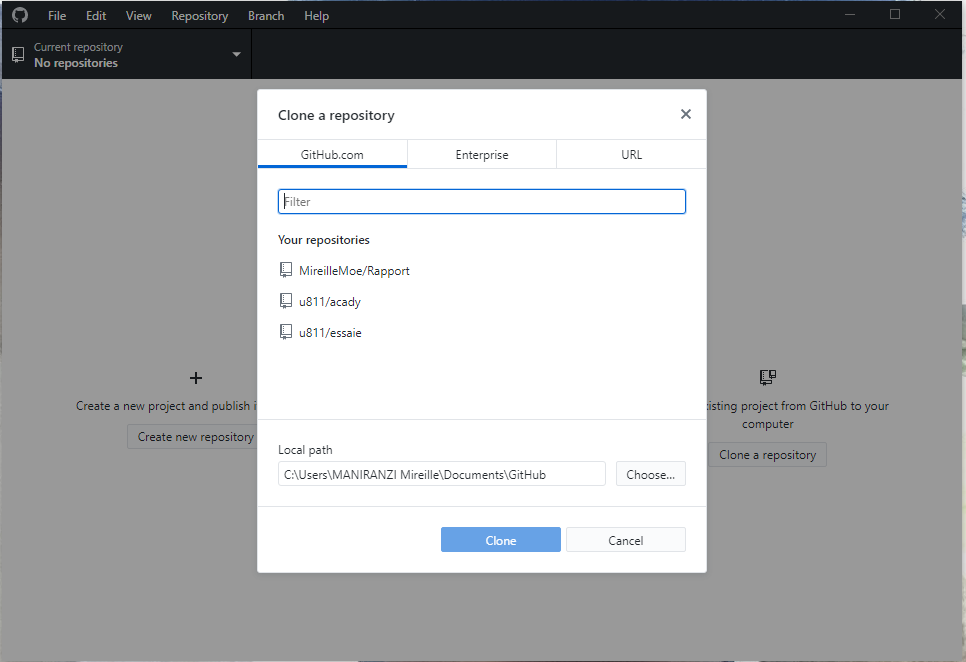 File Edit View Repository Branch Help
Current repository
No repositories
Clone a repository
GitHub.com Enterprise URL
Filter
Your repositories
MireilleMoe/Rapport
u811/acady
u811/essaie
Create a new project and publish i
Create new repository
isting project from GitHub to your
computer
Clone a repository
Local path
C:\Users\MANIRANZI Mireille\Documents\GitHub
Choose...
Clone Cancel